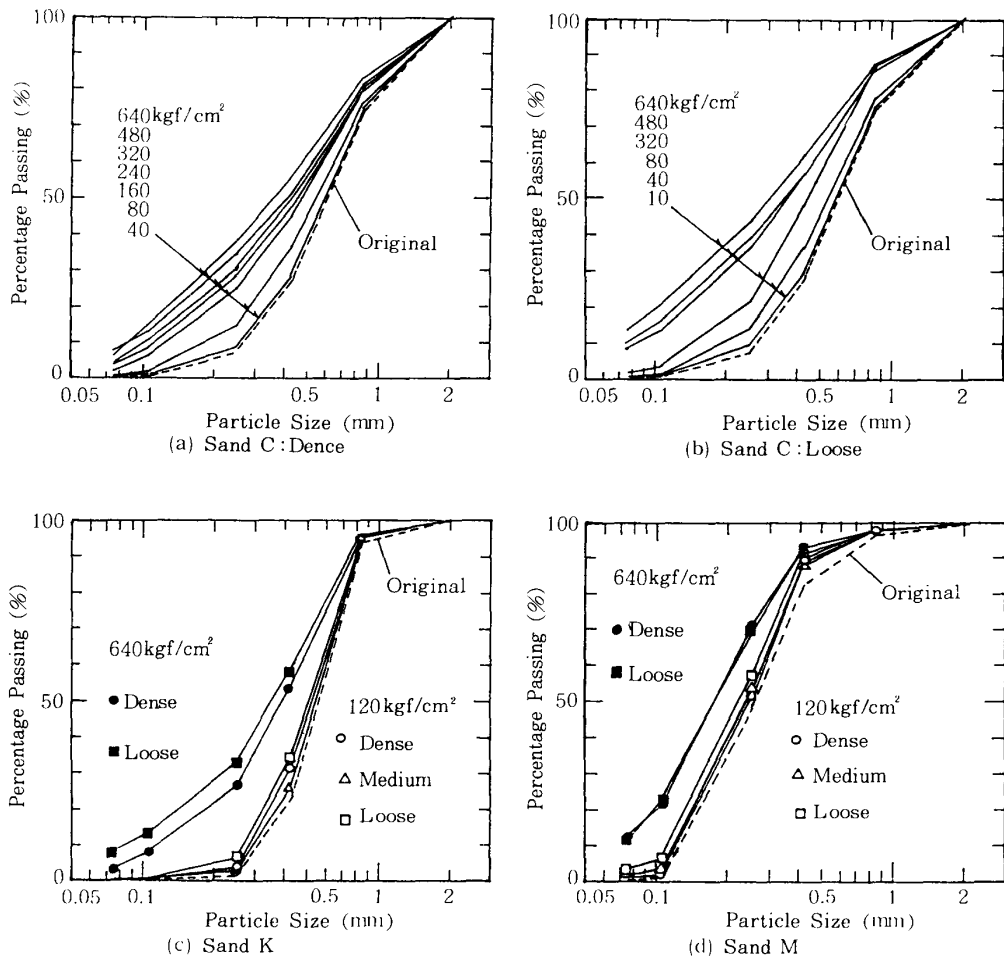 100
50
0
Percentage Passing (%)
640kgf/cm²
480
320
240
160
80
40
Original
0.05 0.1 0.5 1 2
Particle Size (mm)
(a) Sand C:Dence
100
50
0
Percentage Passing (%)
640 kgf/cm²
480
320
80
40
10
Original
0.05 0.1 0.5 1 2
Particle Size (mm)
(b) Sand C:Loose
100
50
0
Percentage Passing (%)
Original
640kgf/cm²
Dense
Loose
120kgf/cm²
Dense
Medium
Loose
0.05 0.1 0.5 1 2
Particle Size (mm)
(c) Sand K
100
50
0
Percentage Passing (%)
Original
640kgf/cm²
Dense
Loose
120kgf/cm²
Dense
Medium
Loose
0.05 0.1 0.5 1 2
Particle Size (mm)
(d) Sand M